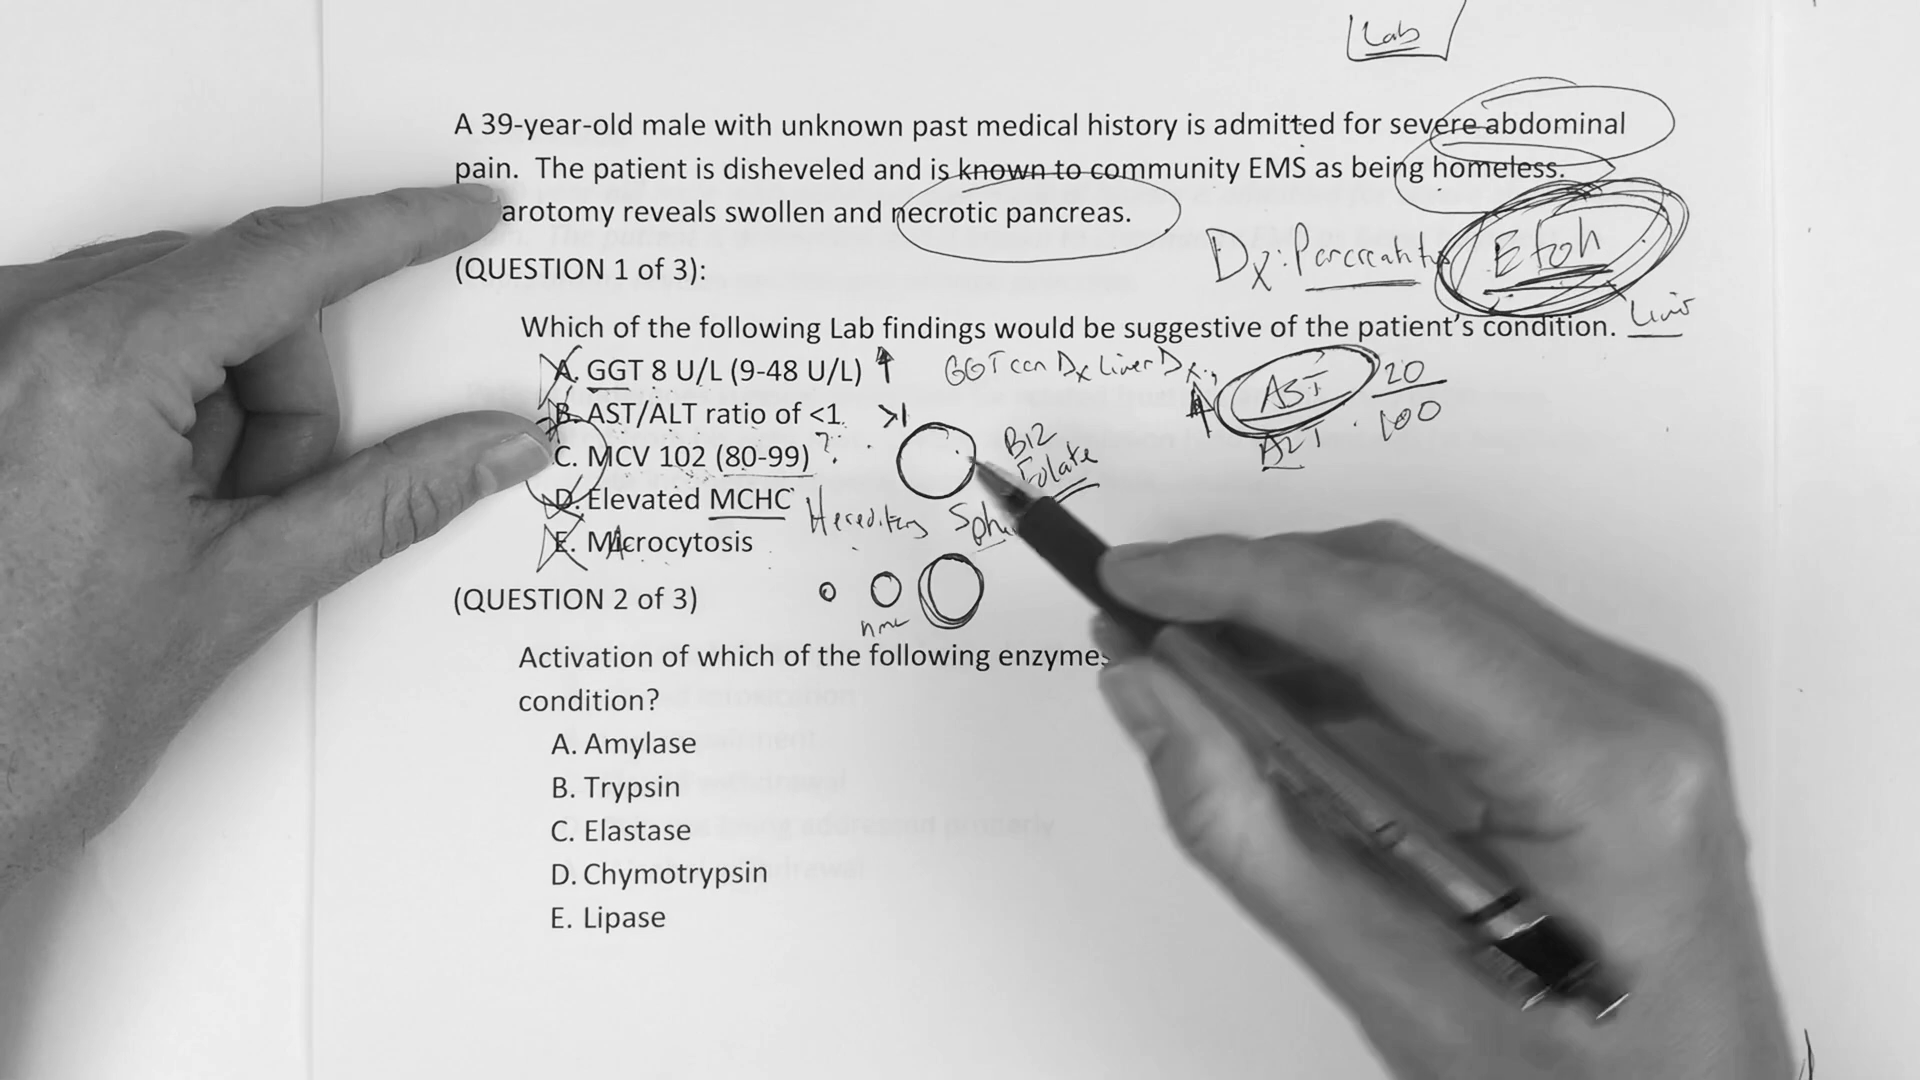 Lab
A 39-year-old male with unknown past medical history is admitted for severe abdominal
pain. The patient is disheveled and is known to community EMS as being homeless.
arotomy reveals swollen and necrotic pancreas.
Dx: Pancreatitis Etoh
(QUESTION 1 of 3):
Which of the following Lab findings would be suggestive of the patient's condition. Liver
A. GGT 8 U/L (9-48 U/L) ↑ GGT can Dx Liver Dx., ↑ AST 20
B. AST/ALT ratio of <1. >1 ALT 100
C. MCV 102 (80-99) ? B12
Folate
D. Elevated MCHC Hereditary Sph
E. MAcrocytosis
(QUESTION 2 of 3)
Activation of which of the following enzymes
condition?
A. Amylase
B. Trypsin
C. Elastase
D. Chymotrypsin
E. Lipase